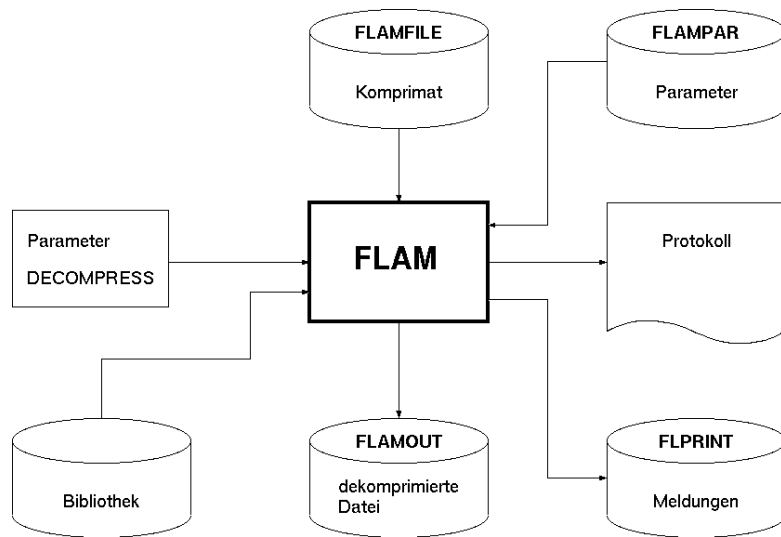 FLAMFILE
Komprimat
FLAMPAR
Parameter
Parameter
DECOMPRESS
FLAM
Protokoll
Bibliothek
FLAMOUT
dekomprimierte
Datei
FLPRINT
Meldungen